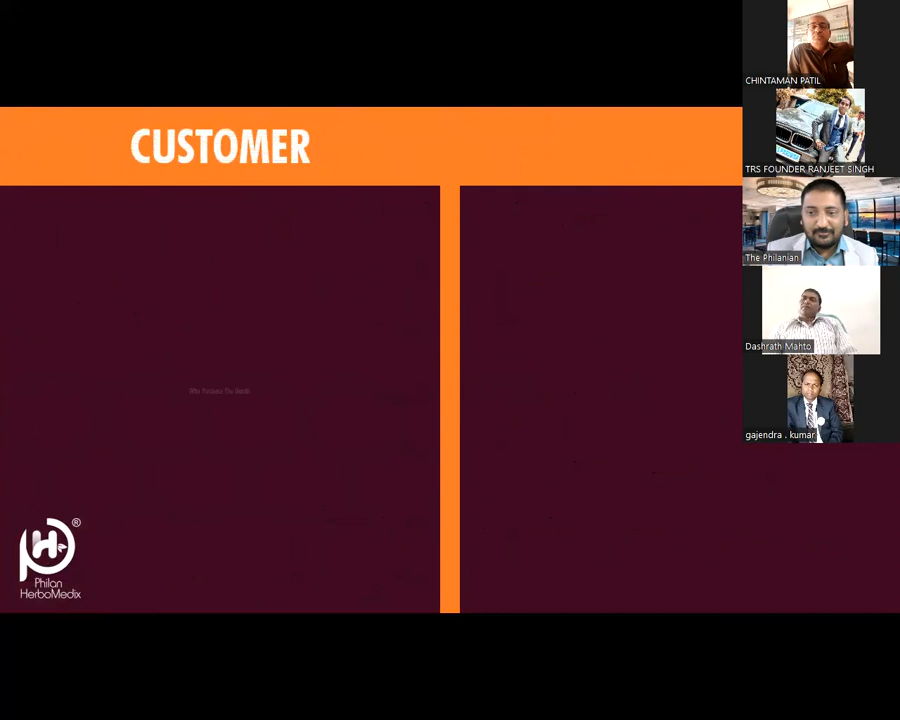 CHINTAMAN PATIL
CUSTOMER
TRS FOUNDER RANJEET SINGH
The Philanian
Dashrath Mahto
gajendra . kumar
®
Philan
HerboMedix